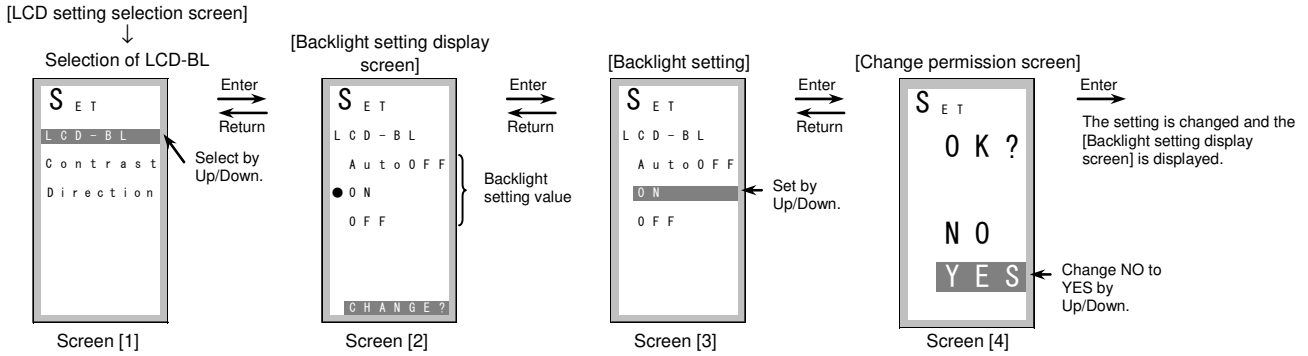 [LCD setting selection screen]
↓
Selection of LCD-BL
SET
LCD-BL
Contrast
Direction
Select by
Up/Down.
Screen [1]
Enter
Return
[Backlight setting display
screen]
SET
LCD-BL
AutoOFF
●ON
OFF
CHANGE?
Backlight
setting value
Screen [2]
Enter
Return
[Backlight setting]
SET
LCD-BL
AutoOFF
ON
OFF
Set by
Up/Down.
Screen [3]
Enter
Return
[Change permission screen]
SET
OK?
NO
YES
Change NO to
YES by
Up/Down.
Screen [4]
Enter
The setting is changed and the
[Backlight setting display
screen] is displayed.